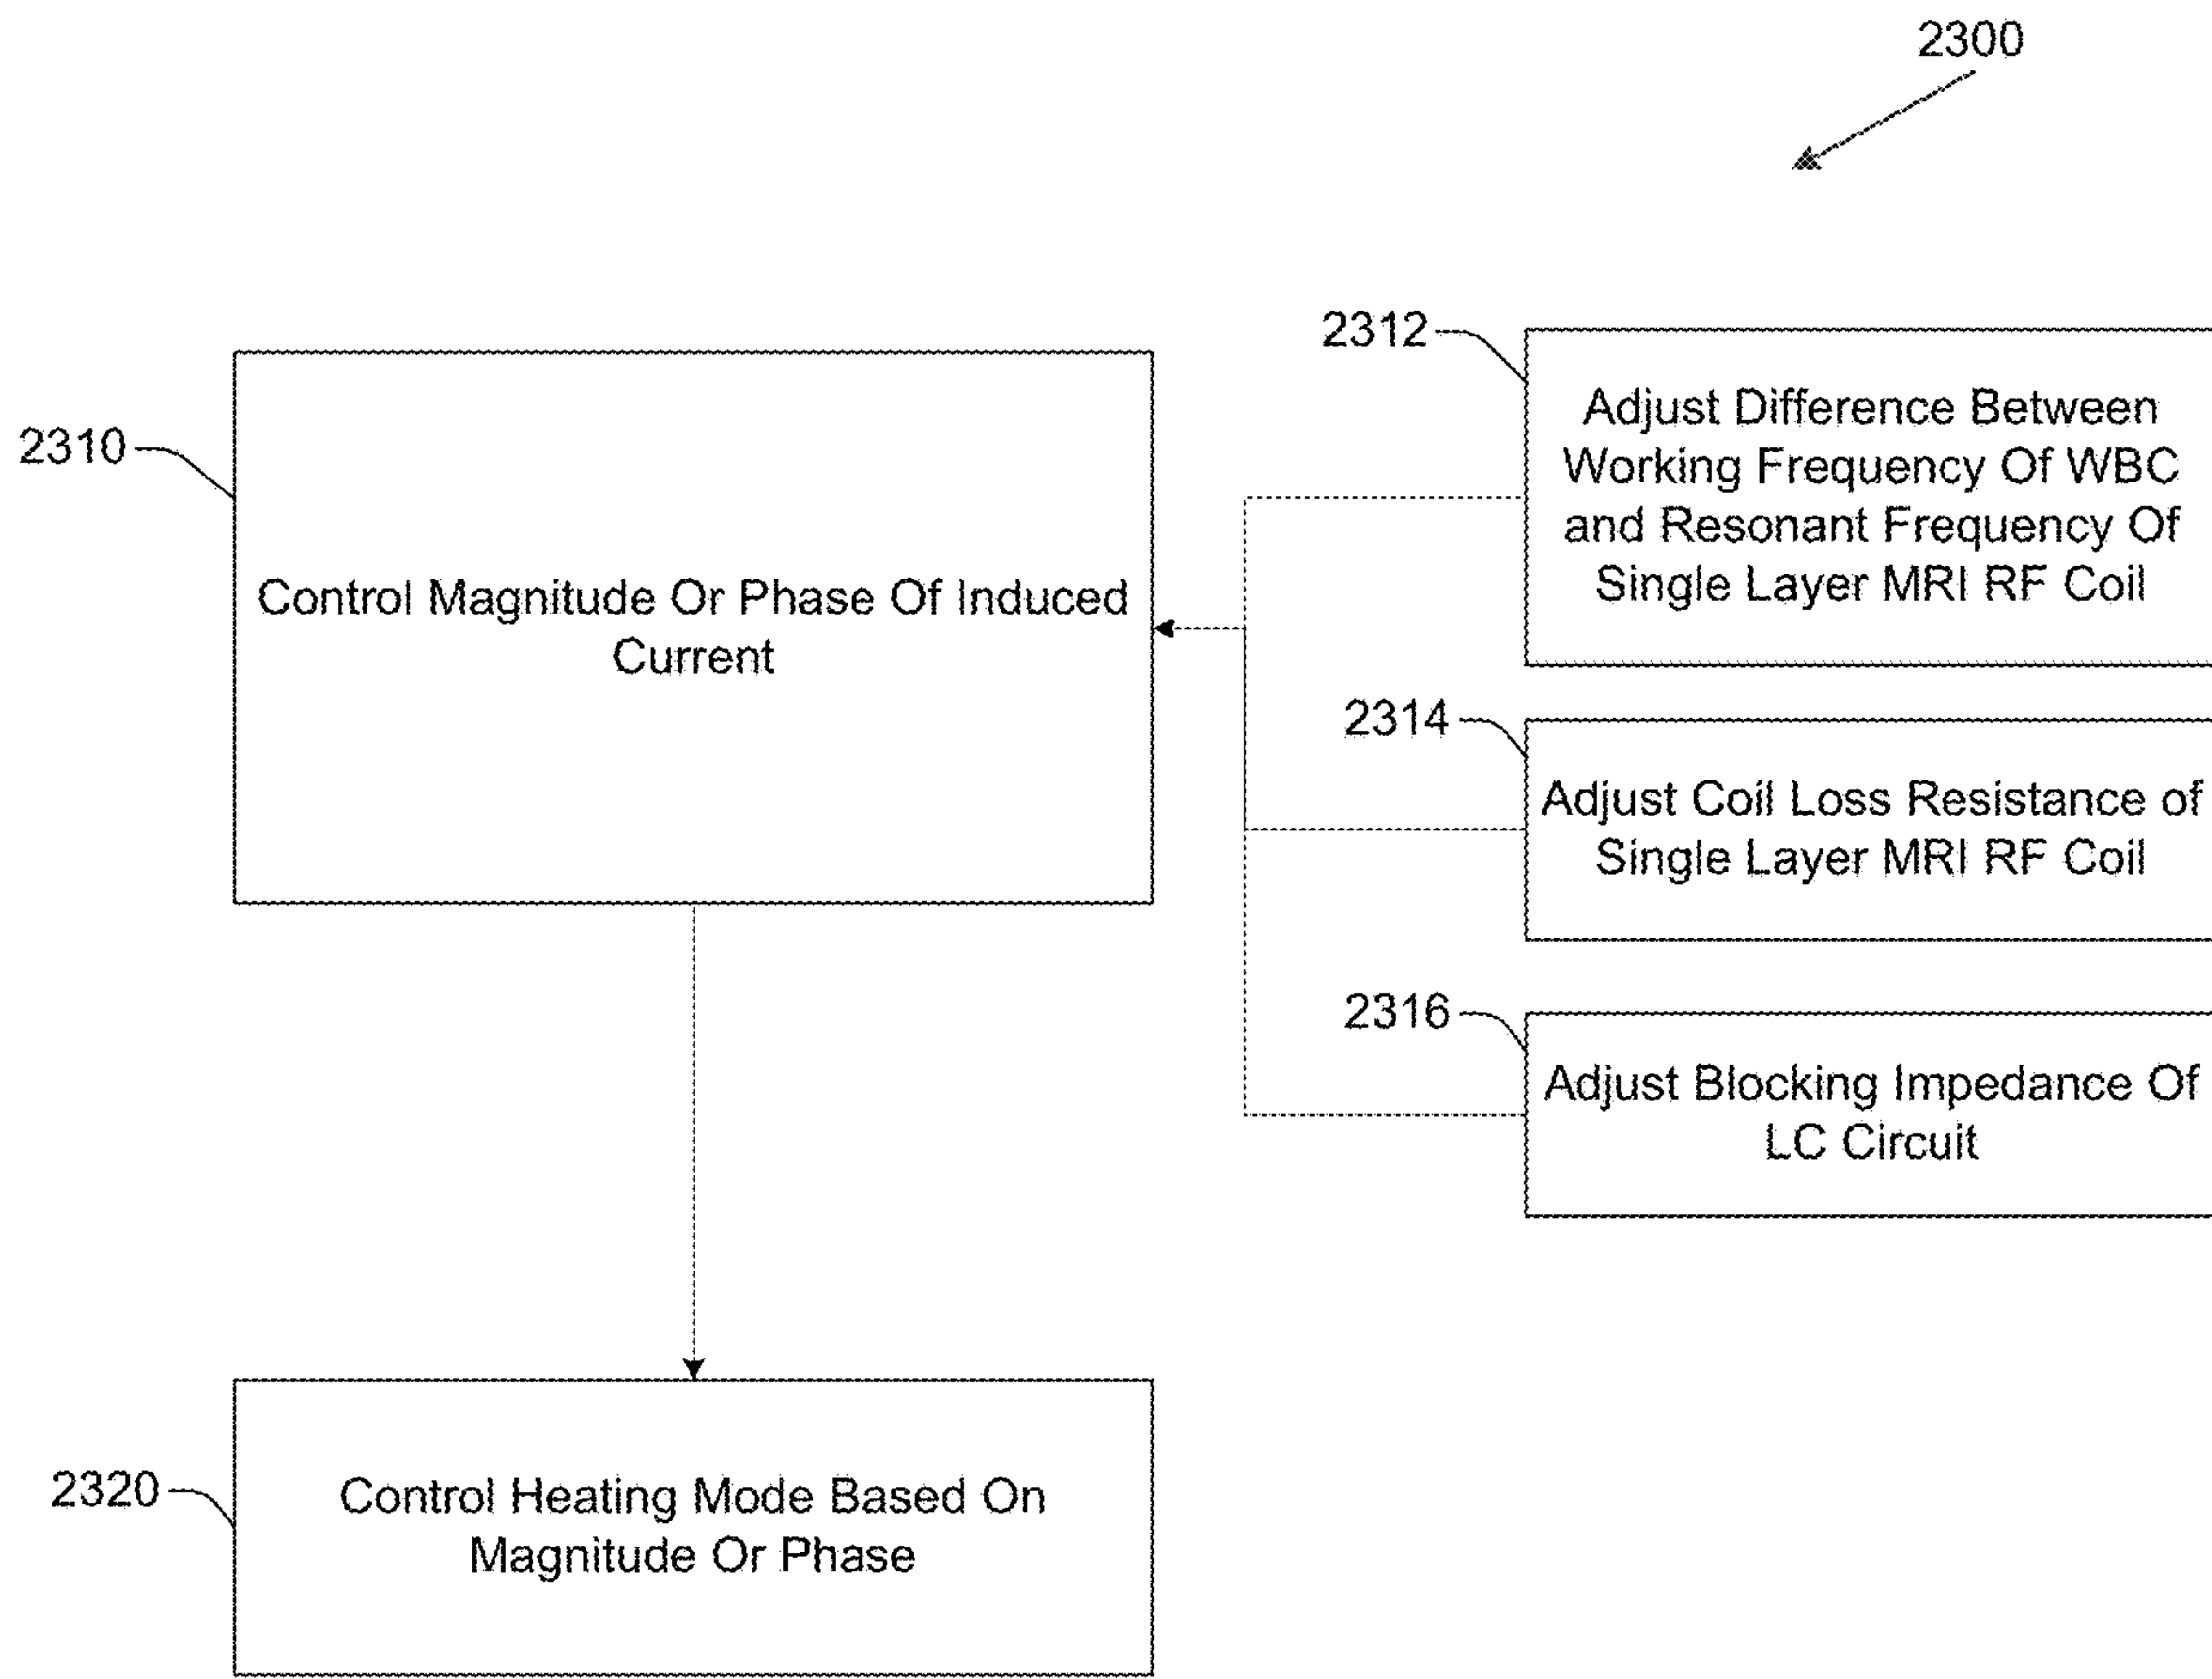 2300
2310
Control Magnitude Or Phase Of Induced
Current
2312
Adjust Difference Between
Working Frequency Of WBC
and Resonant Frequency Of
Single Layer MRI RF Coil
2314
Adjust Coil Loss Resistance of
Single Layer MRI RF Coil
2316
Adjust Blocking Impedance Of
LC Circuit
2320
Control Heating Mode Based On
Magnitude Or Phase